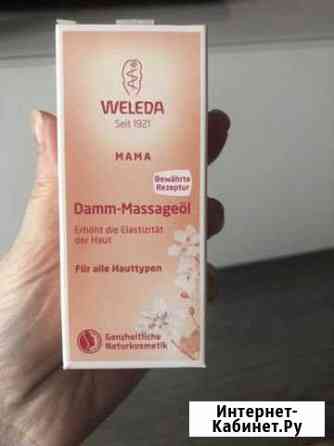 WELEDA
Seit 1921
MAMA
Bewährte
Rezeptur
Damm-Massageöl
Erhöht die Elastizität
der Haut
Für alle Hauttypen
Ganzheitliche
Naturkosmetik
Интернет-
Кабинет.Ру